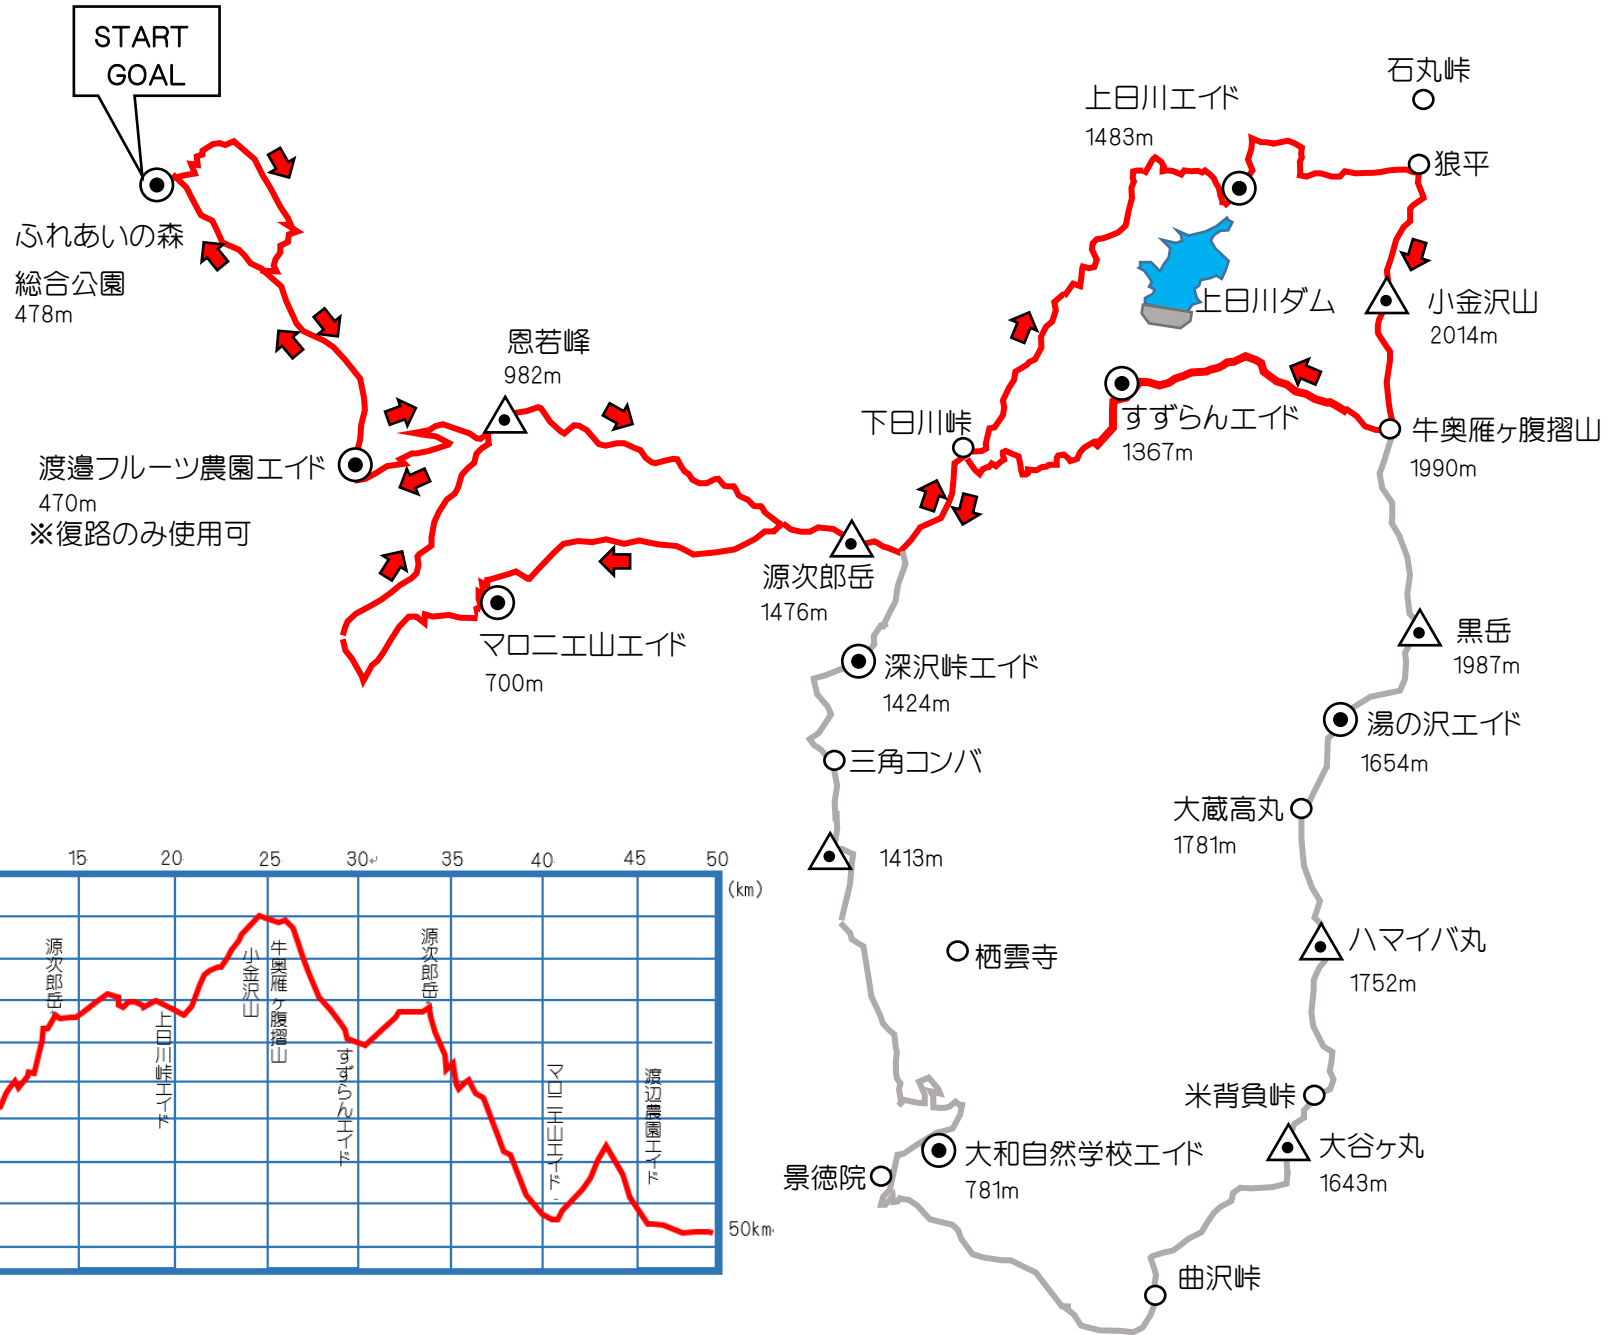 START
GOAL
ふれあいの森
総合公園
478m
恩若峰
982m
渡邉フルーツ農園エイド
470m
※復路のみ使用可
マロニエ山エイド
700m
源次郎岳
1476m
下日川峠
上日川エイド
1483m
石丸峠
狼平
上日川ダム
小金沢山
2014m
すずらんエイド
1367m
牛奥雁ヶ腹摺山
1990m
黒岳
1987m
深沢峠エイド
1424m
湯の沢エイド
1654m
三角コンバ
大蔵高丸
1781m
1413m
ハマイバ丸
1752m
栖雲寺
米背負峠
大谷ヶ丸
1643m
大和自然学校エイド
781m
景徳院
曲沢峠
15
20
25
30
35
40
45
50
(km)
源次郎岳
上日川峠エイド
小金沢山
牛奥雁ヶ腹摺山
すずらんエイド
源次郎岳
マロニエ山エイド
渡辺農園エイド
50km